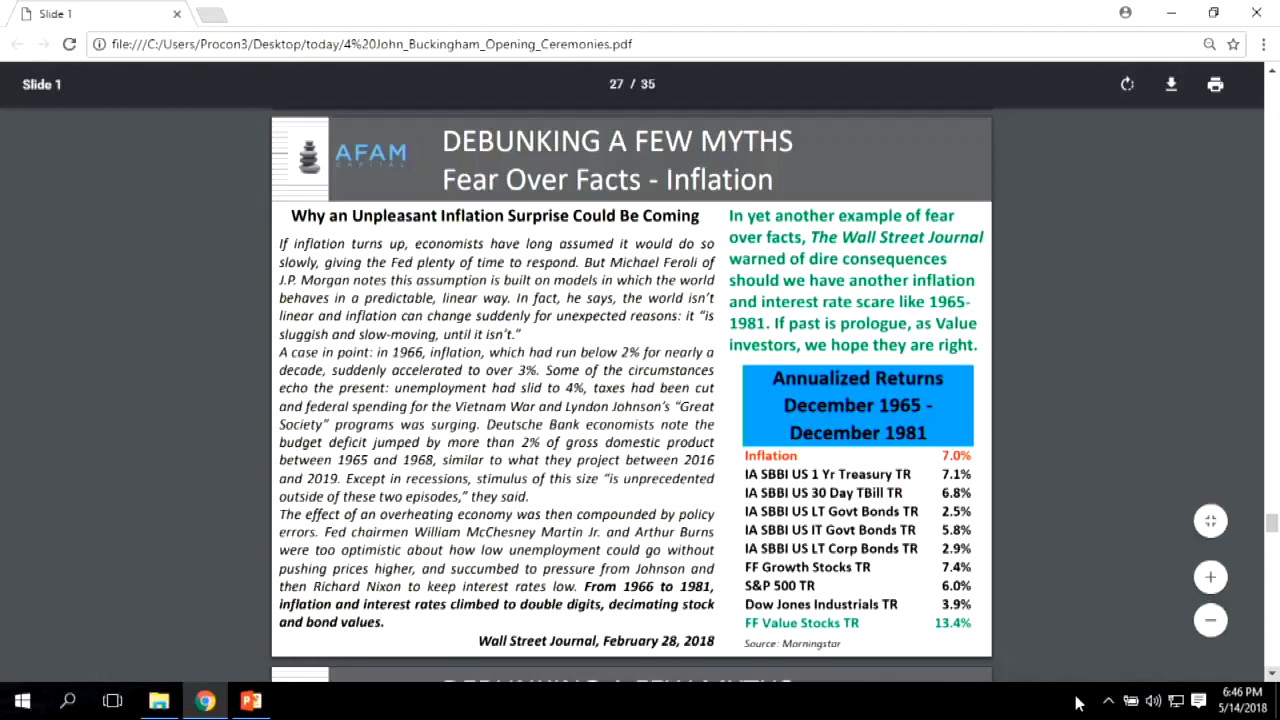 Slide 1
file:///C:/Users/Procon3/Desktop/today/4%20John_Buckingham_Opening_Ceremonies.pdf
Slide 1
27 / 35
AFAM
CAPITAL
DEBUNKING A FEW MYTHS
Fear Over Facts - Inflation
Why an Unpleasant Inflation Surprise Could Be Coming
If inflation turns up, economists have long assumed it would do so
slowly, giving the Fed plenty of time to respond. But Michael Feroli of
J.P. Morgan notes this assumption is built on models in which the world
behaves in a predictable, linear way. In fact, he says, the world isn't
linear and inflation can change suddenly for unexpected reasons: it "is
sluggish and slow-moving, until it isn't."
A case in point: in 1966, inflation, which had run below 2% for nearly a
decade, suddenly accelerated to over 3%. Some of the circumstances
echo the present: unemployment had slid to 4%, taxes had been cut
and federal spending for the Vietnam War and Lyndon Johnson's "Great
Society" programs was surging. Deutsche Bank economists note the
budget deficit jumped by more than 2% of gross domestic product
between 1965 and 1968, similar to what they project between 2016
and 2019. Except in recessions, stimulus of this size "is unprecedented
outside of these two episodes," they said.
The effect of an overheating economy was then compounded by policy
errors. Fed chairmen William McChesney Martin Jr. and Arthur Burns
were too optimistic about how low unemployment could go without
pushing prices higher, and succumbed to pressure from Johnson and
then Richard Nixon to keep interest rates low. From 1966 to 1981,
inflation and interest rates climbed to double digits, decimating stock
and bond values.
Wall Street Journal, February 28, 2018
In yet another example of fear
over facts, The Wall Street Journal
warned of dire consequences
should we have another inflation
and interest rate scare like 1965-
1981. If past is prologue, as Value
investors, we hope they are right.
Annualized Returns
December 1965 -
December 1981
Inflation 7.0%
IA SBBI US 1 Yr Treasury TR 7.1%
IA SBBI US 30 Day TBill TR 6.8%
IA SBBI US LT Govt Bonds TR 2.5%
IA SBBI US IT Govt Bonds TR 5.8%
IA SBBI US LT Corp Bonds TR 2.9%
FF Growth Stocks TR 7.4%
S&P 500 TR 6.0%
Dow Jones Industrials TR 3.9%
FF Value Stocks TR 13.4%
Source: Morningstar
DEBUNKING A FEW MYTHS
6:46 PM
5/14/2018